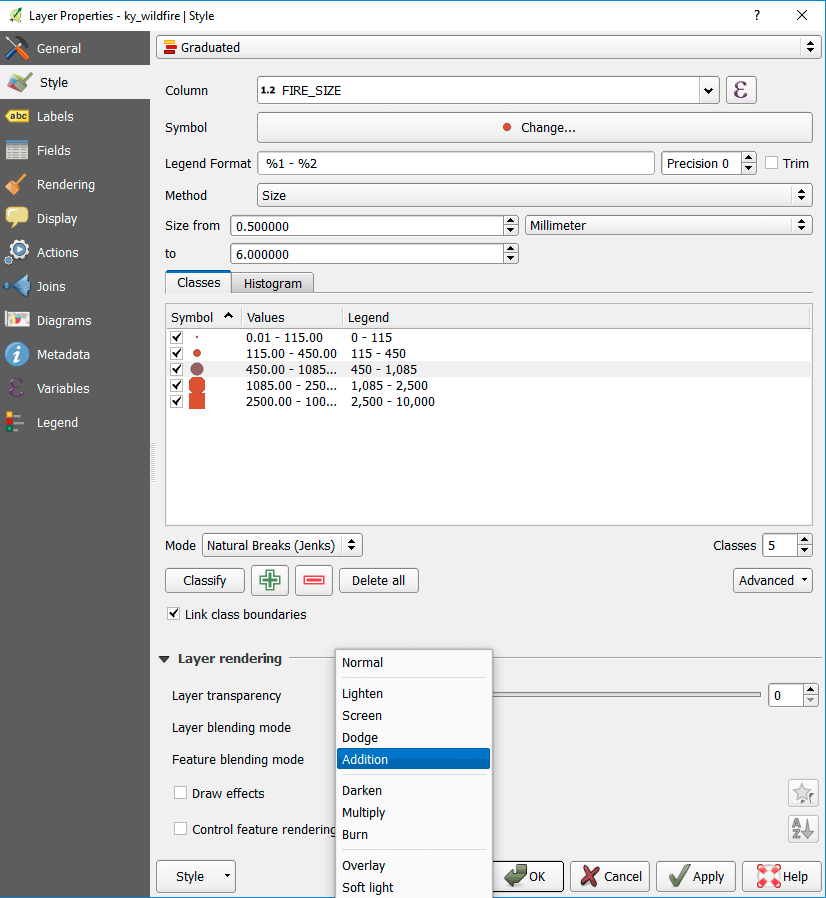 Layer Properties - ky_wildfire | Style
?
General
Style
abc Labels
Fields
Rendering
Display
Actions
Joins
Diagrams
Metadata
Variables
Legend
Graduated
Column 1.2 FIRE_SIZE ε
Symbol Change...
Legend Format %1 - %2 Precision 0 Trim
Method Size
Size from 0.500000 Millimeter
to 6.000000
Classes Histogram
Symbol Values Legend
0.01 - 115.00 0 - 115
115.00 - 450.00 115 - 450
450.00 - 1085... 450 - 1,085
1085.00 - 250... 1,085 - 2,500
2500.00 - 100... 2,500 - 10,000
Mode Natural Breaks (Jenks) Classes 5
Classify Delete all Advanced
Link class boundaries
Layer rendering
Layer transparency 0
Layer blending mode
Feature blending mode
Draw effects
Control feature rendering
Normal
Lighten
Screen
Dodge
Addition
Darken
Multiply
Burn
Overlay
Soft light
A
Z
Style OK Cancel Apply Help